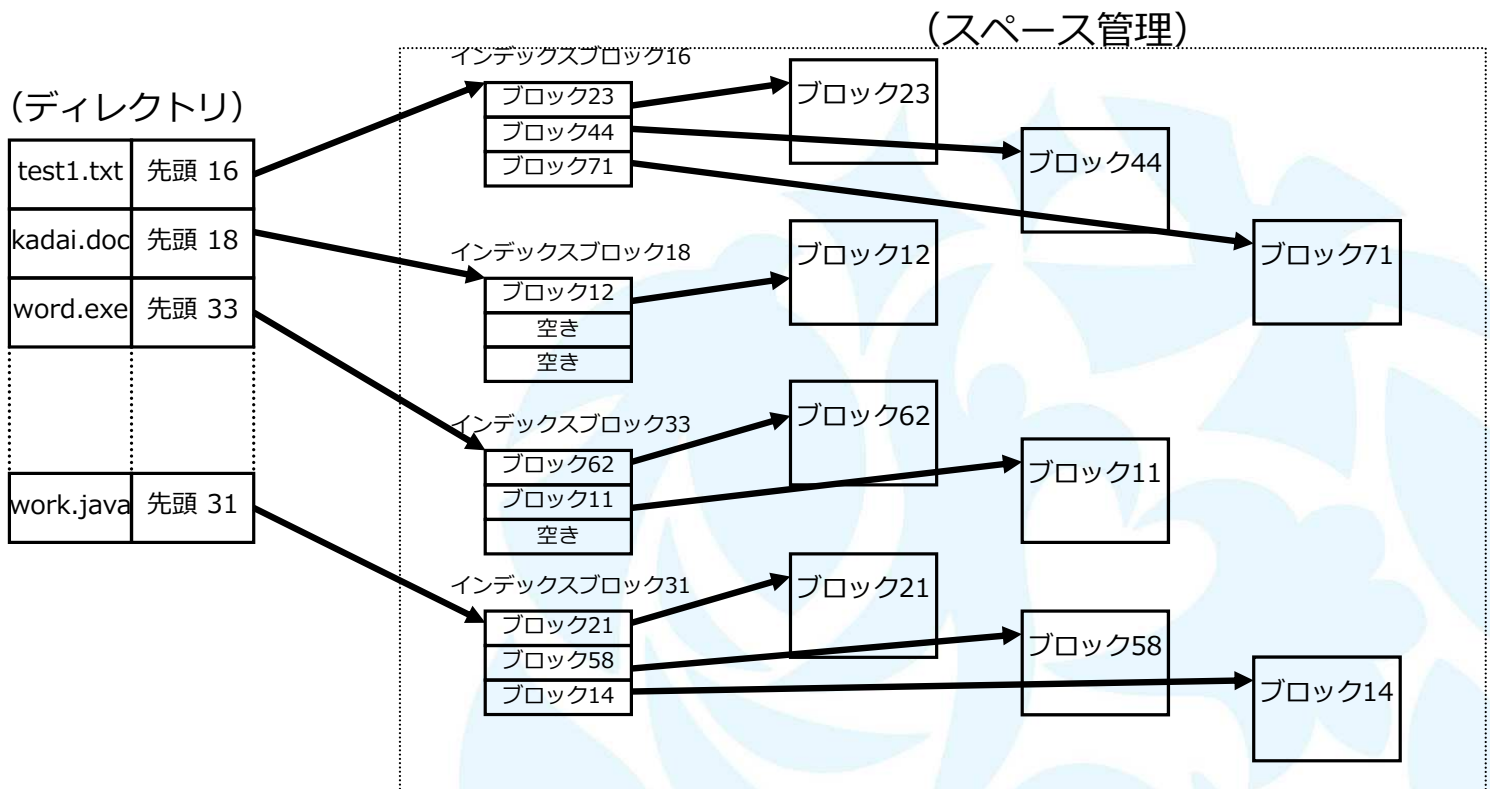 （スペース管理）
（ディレクトリ）
test1.txt 先頭 16
kadai.doc 先頭 18
word.exe 先頭 33
work.java 先頭 31
インデックスブロック16
ブロック23
ブロック44
ブロック71
ブロック23
ブロック44
ブロック71
インデックスブロック18
ブロック12
空き
空き
ブロック12
インデックスブロック33
ブロック62
ブロック11
空き
ブロック62
ブロック11
インデックスブロック31
ブロック21
ブロック58
ブロック14
ブロック21
ブロック58
ブロック14